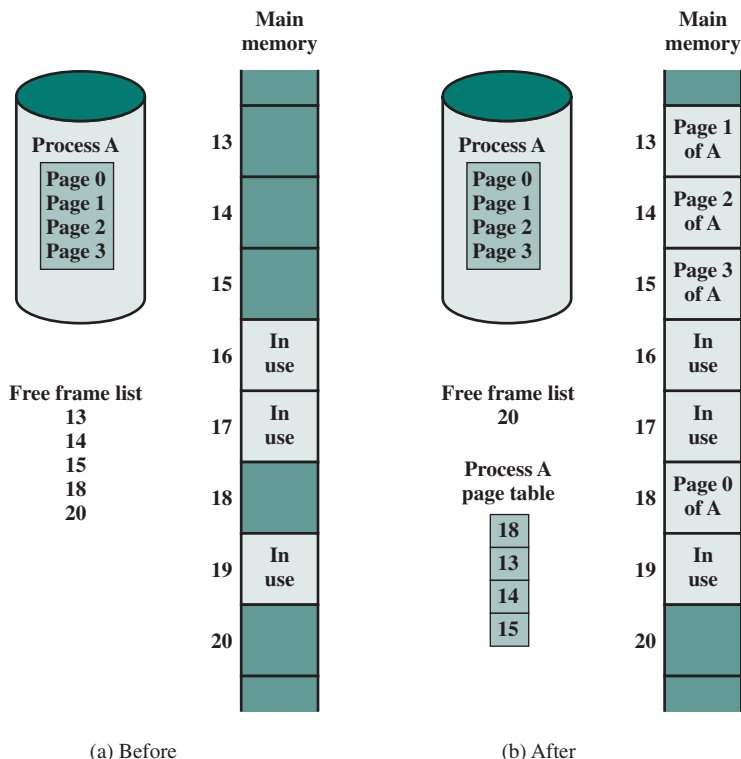 Main
memory
Process A
Page 0
Page 1
Page 2
Page 3
Free frame list
13
14
15
18
20
13
14
15
16
In
use
17
In
use
18
19
In
use
20
(a) Before
Main
memory
Process A
Page 0
Page 1
Page 2
Page 3
Free frame list
20
Process A
page table
18
13
14
15
13
Page 1
of A
14
Page 2
of A
15
Page 3
of A
16
In
use
17
In
use
18
Page 0
of A
19
In
use
20
(b) After